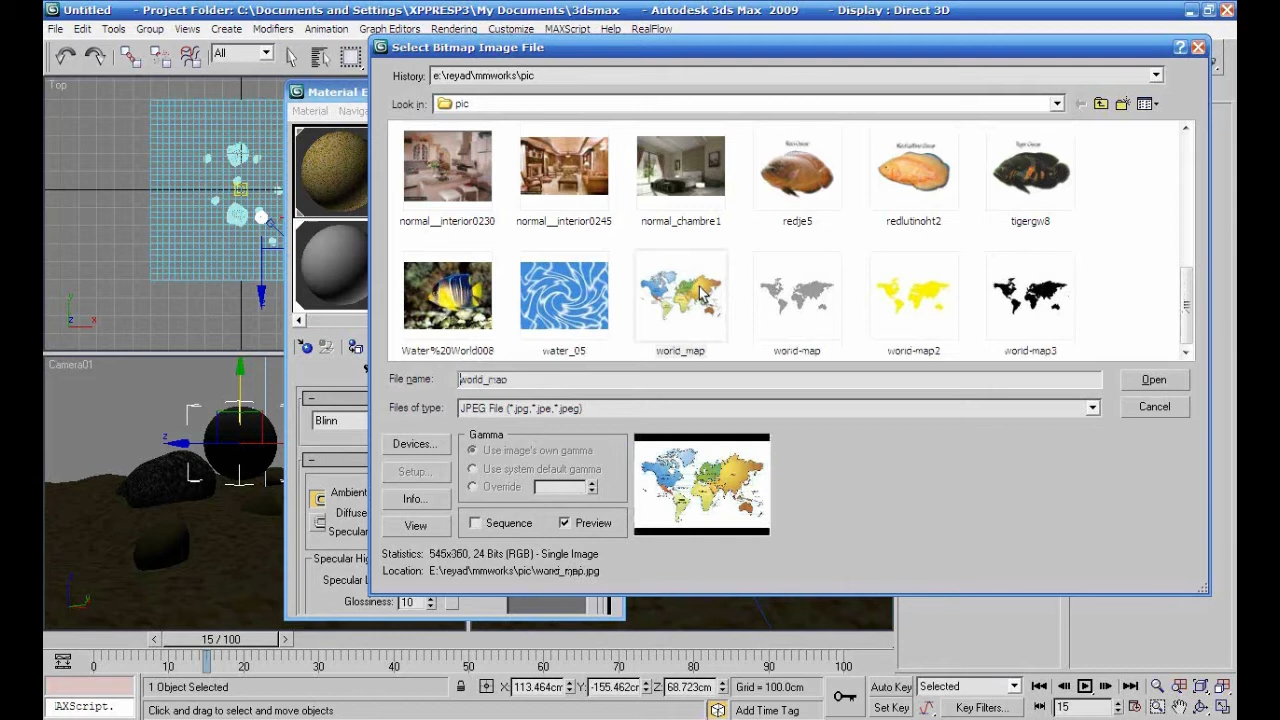 Untitled - Project Folder: C:\Documents and Settings\XPPRESP3\My Documents\3dsmax - Autodesk 3ds Max 2009 - Display : Direct 3D
File Edit Tools Group Views Create Modifiers Animation Graph Editors Rendering Customize MAXScript Help RealFlow
All
Select Bitmap Image File
History: e:\reyad\mmworks\pic
Look in: pic
Top
Material E
Material Naviga
normal__interior0230 normal__interior0245 normal_chambre1 redje5 redlutinoht2 tigergw8
Water%20World008 water_05 world_map world-map world-map2 world-map3
File name: world_map Open
Files of type: JPEG File (*.jpg,*.jpe,*.jpeg) Cancel
Camera01
z
Blinn
Devices...
Setup...
Info...
View
Gamma
Use image's own gamma
Use system default gamma
Override
Sequence Preview
Ambien
Diffuse
Specular
Specular Hig
Specular L
Glossiness: 10
Statistics: 545x360, 24 Bits (RGB) - Single Image
Location: E:\reyad\mmworks\pic\world_map.jpg
15 / 100
0 10 20 30 40 50 60 70 80 90 100
1 Object Selected X: 113.464cm Y: -155.462cm Z: 68.723cm Grid = 100.0cm Auto Key Selected
AXScript. Click and drag to select and move objects Add Time Tag Set Key Key Filters... 15